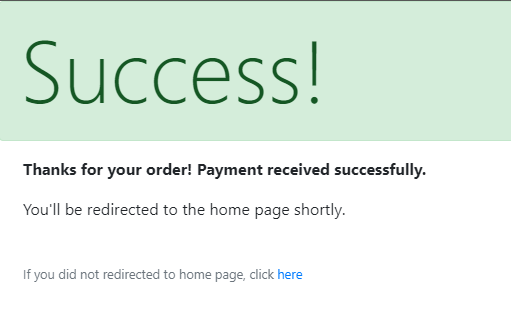 Success!
Thanks for your order! Payment received successfully.
You'll be redirected to the home page shortly.
If you did not redirected to home page, click here